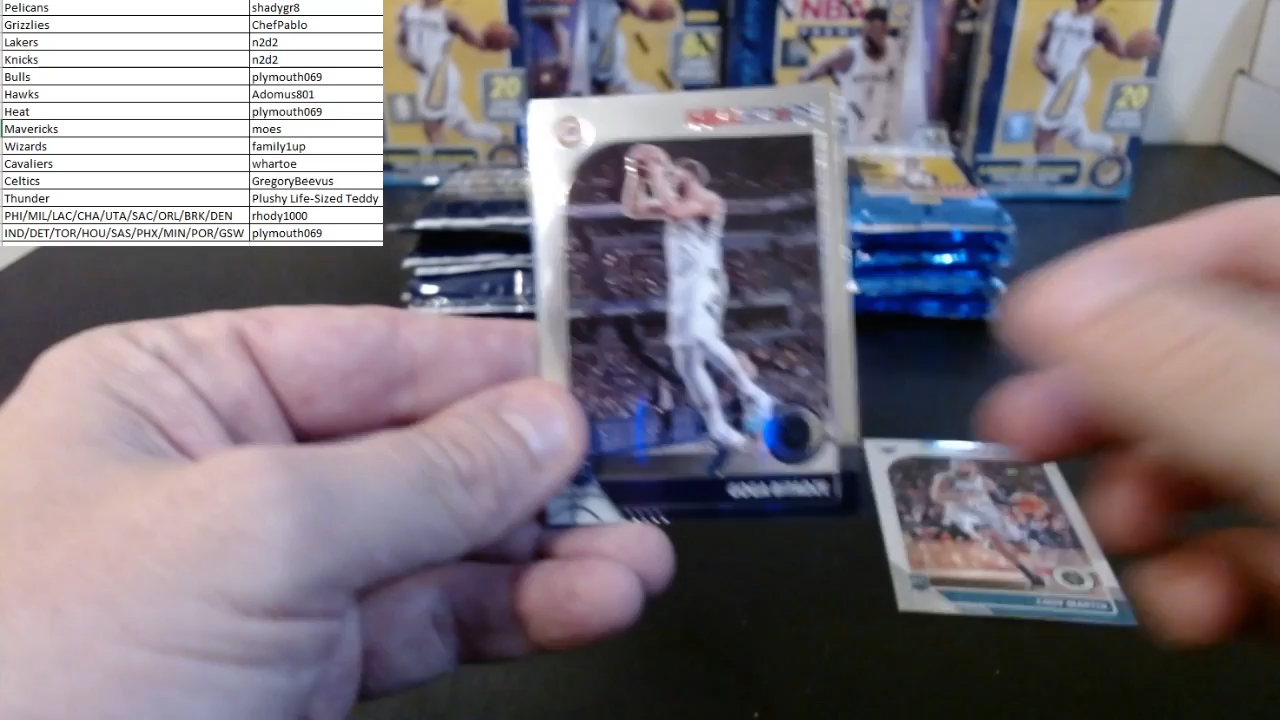 Pelicans shadygr8
Grizzlies ChefPablo
Lakers n2d2
Knicks n2d2
Bulls plymouth069
Hawks Adomus801
Heat plymouth069
Mavericks moes
Wizards family1up
Cavaliers whartoe
Celtics GregoryBeevus
Thunder Plushy Life-Sized Teddy
PHI/MIL/LAC/CHA/UTA/SAC/ORL/BRK/DEN rhody1000
IND/DET/TOR/HOU/SAS/PHX/MIN/POR/GSW plymouth069
NBA
20
20
CODY MARTIN